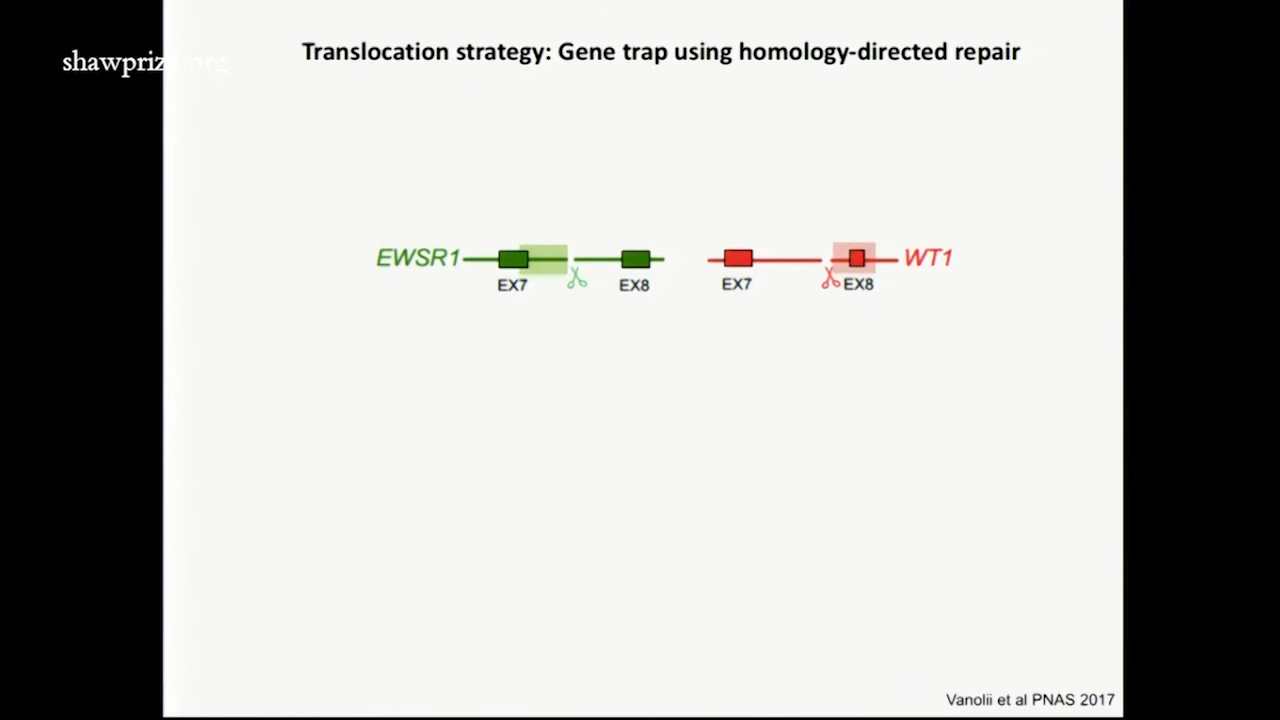 shawprize.org
Translocation strategy: Gene trap using homology-directed repair
EWSR1 WT1
EX7 EX8 EX7 EX8
Vanolii et al PNAS 2017